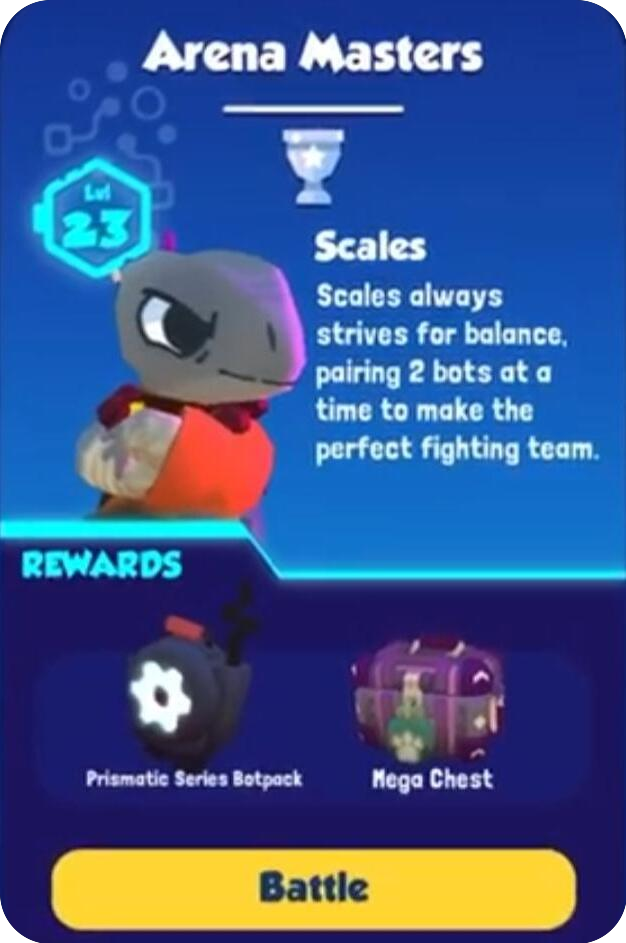 Arena Masters
Lvl
23
Scales
Scales always
strives for balance,
pairing 2 bots at a
time to make the
perfect fighting team.
REWARDS
Prismatic Series Botpack
Mega Chest
Battle